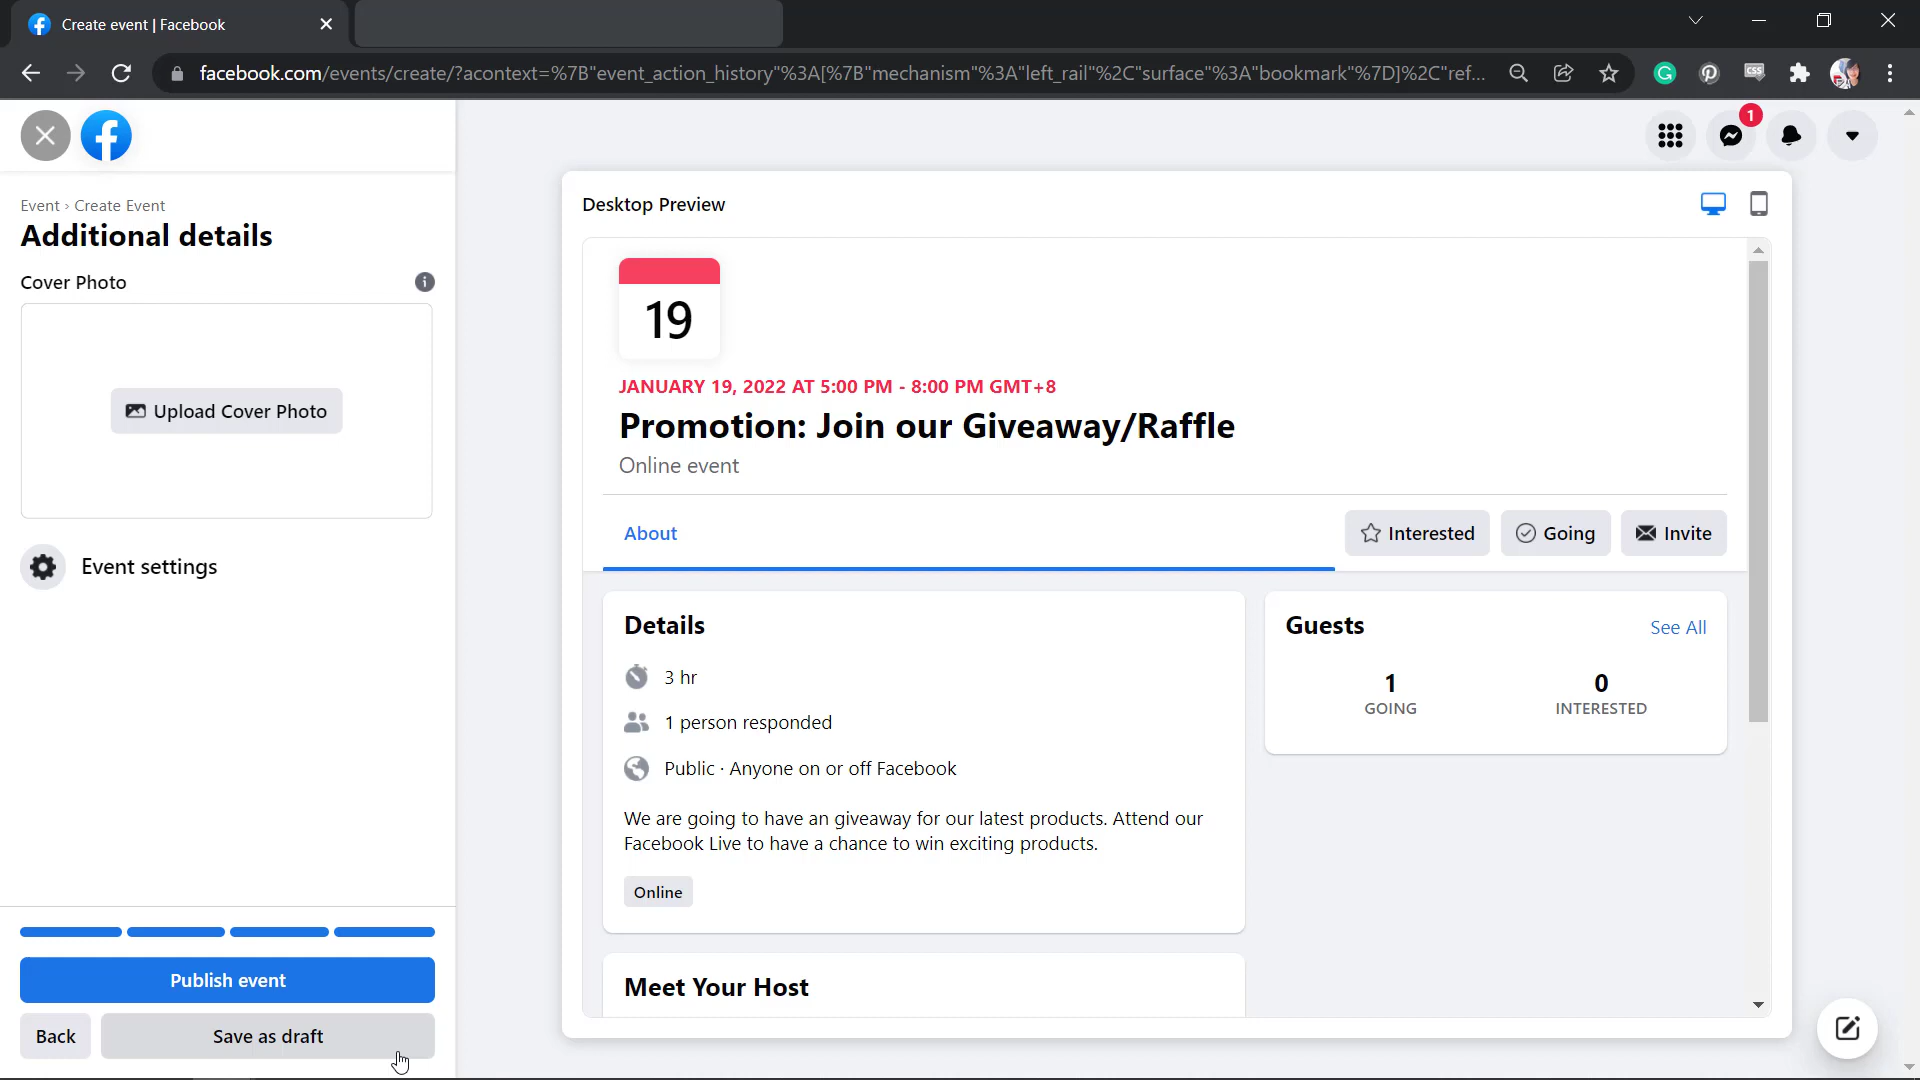 Create event | Facebook
facebook.com/events/create/?acontext=%7B"event_action_history"%3A[%7B"mechanism"%3A"left_rail"%2C"surface"%3A"bookmark"%7D]%2C"ref...
CSS
1
Event › Create Event
Additional details
Cover Photo
Upload Cover Photo
Event settings
Publish event
Back
Save as draft
Desktop Preview
19
JANUARY 19, 2022 AT 5:00 PM - 8:00 PM GMT+8
Promotion: Join our Giveaway/Raffle
Online event
About
Interested
Going
Invite
Details
3 hr
1 person responded
Public · Anyone on or off Facebook
We are going to have an giveaway for our latest products. Attend our
Facebook Live to have a chance to win exciting products.
Online
Guests
See All
1
GOING
0
INTERESTED
Meet Your Host